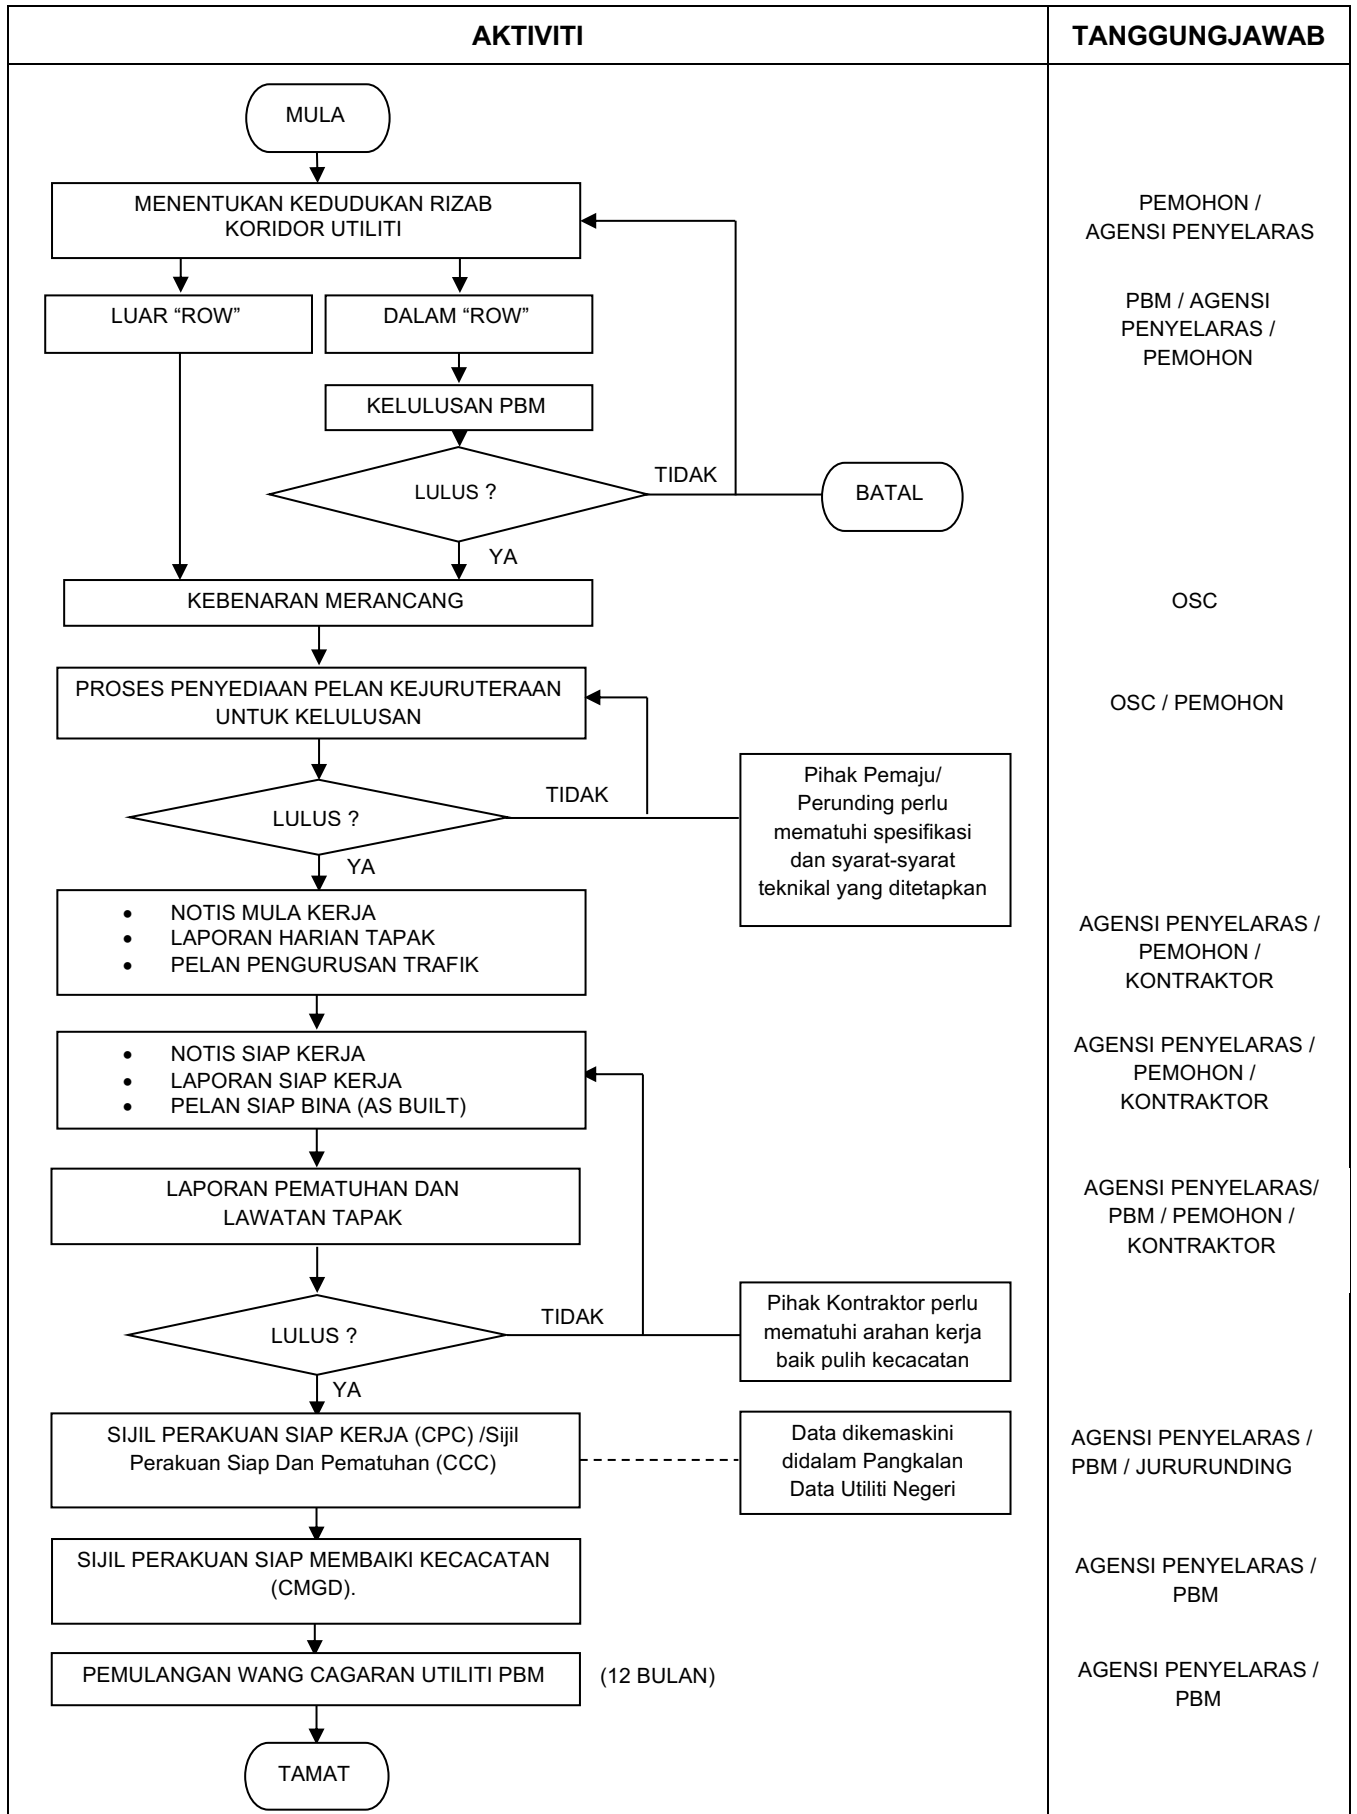 AKTIVITI
TANGGUNGJAWAB
MULA
MENENTUKAN KEDUDUKAN RIZAB
KORIDOR UTILITI
PEMOHON /
AGENSI PENYELARAS
LUAR “ROW”
DALAM “ROW”
PBM / AGENSI
PENYELARAS /
PEMOHON
KELULUSAN PBM
LULUS ?
TIDAK
BATAL
YA
KEBENARAN MERANCANG
OSC
PROSES PENYEDIAAN PELAN KEJURUTERAAN
UNTUK KELULUSAN
OSC / PEMOHON
LULUS ?
TIDAK
Pihak Pemaju/
Perunding perlu
mematuhi spesifikasi
dan syarat-syarat
teknikal yang ditetapkan
YA
• NOTIS MULA KERJA
• LAPORAN HARIAN TAPAK
• PELAN PENGURUSAN TRAFIK
AGENSI PENYELARAS /
PEMOHON /
KONTRAKTOR
• NOTIS SIAP KERJA
• LAPORAN SIAP KERJA
• PELAN SIAP BINA (AS BUILT)
AGENSI PENYELARAS /
PEMOHON /
KONTRAKTOR
LAPORAN PEMATUHAN DAN
LAWATAN TAPAK
AGENSI PENYELARAS/
PBM / PEMOHON /
KONTRAKTOR
LULUS ?
TIDAK
Pihak Kontraktor perlu
mematuhi arahan kerja
baik pulih kecacatan
YA
SIJIL PERAKUAN SIAP KERJA (CPC) /Sijil
Perakuan Siap Dan Pematuhan (CCC)
Data dikemaskini
didalam Pangkalan
Data Utiliti Negeri
AGENSI PENYELARAS /
PBM / JURURUNDING
SIJIL PERAKUAN SIAP MEMBAIKI KECACATAN
(CMGD).
AGENSI PENYELARAS /
PBM
PEMULANGAN WANG CAGARAN UTILITI PBM
(12 BULAN)
AGENSI PENYELARAS /
PBM
TAMAT